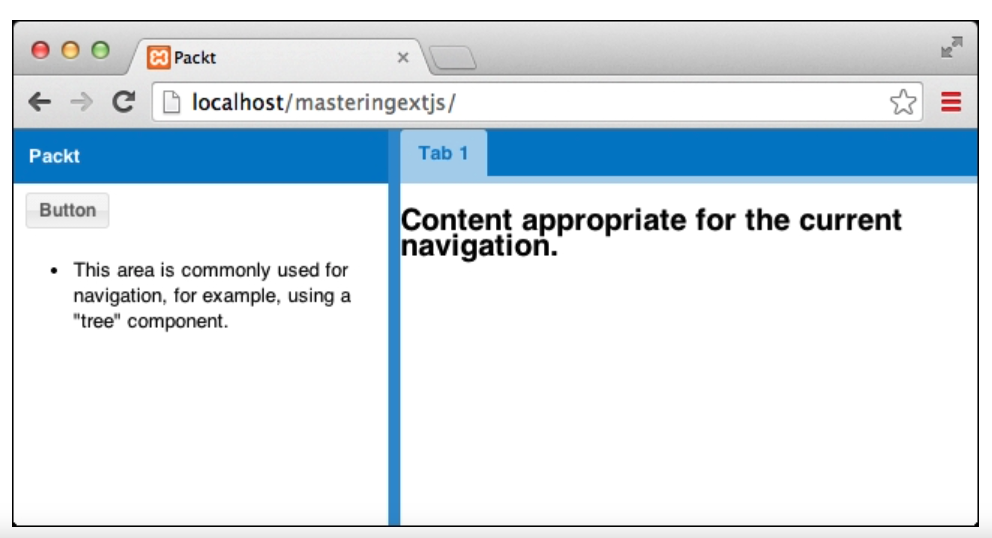 Packt
localhost/masteringextjs/
Packt
Tab 1
Button
Content appropriate for the current
navigation.
• This area is commonly used for
navigation, for example, using a
"tree" component.